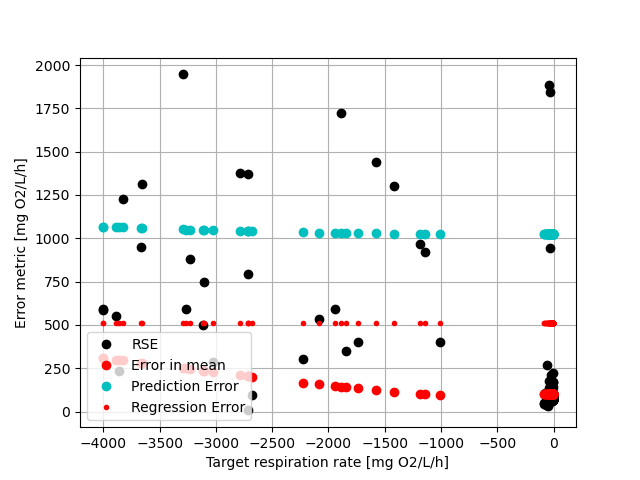 2000
1750
1500
1250
1000
750
500
250
0
Error metric [mg O2/L/h]
RSE
Error in mean
Prediction Error
Regression Error
−4000 −3500 −3000 −2500 −2000 −1500 −1000 −500 0
Target respiration rate [mg O2/L/h]